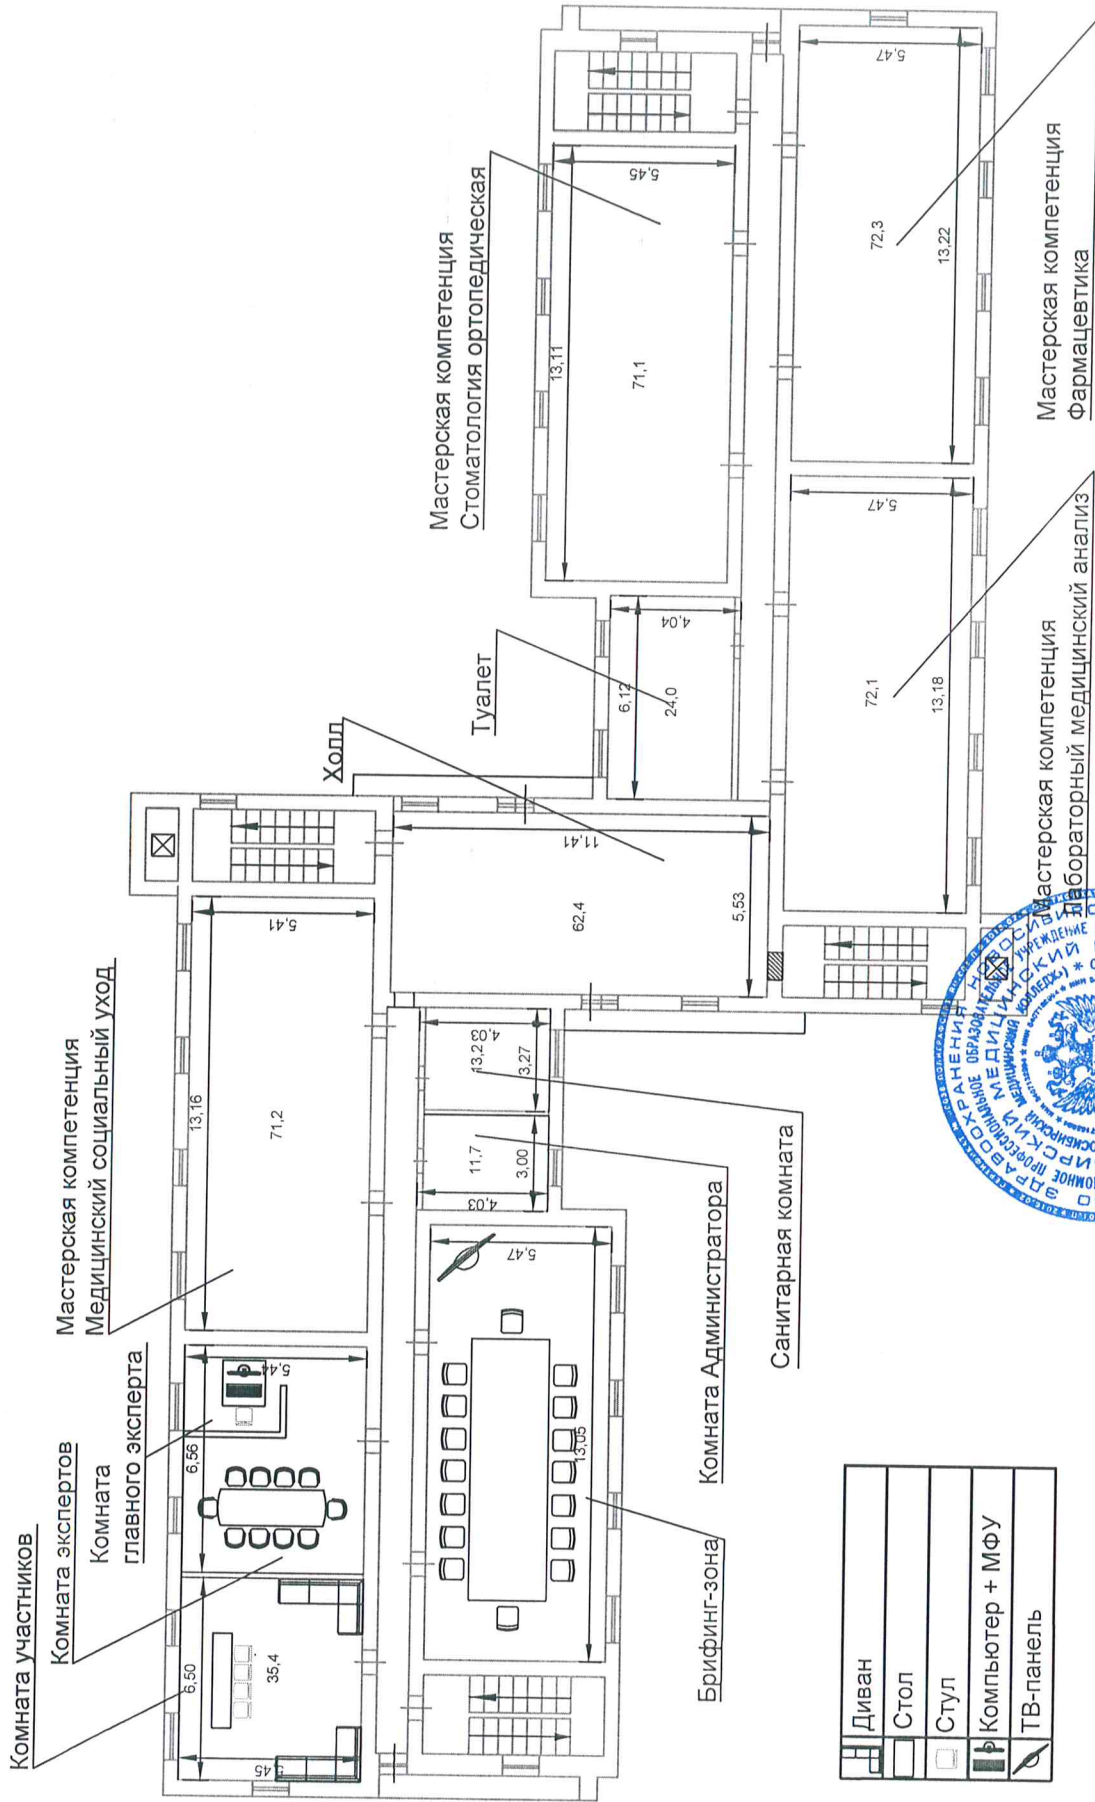 Комната участников
Комната экспертов
Комната
главного эксперта
Мастерская компетенция
Медицинский социальный уход
Холл
Туалет
Мастерская компетенция
Стоматология ортопедическая
6,50
5,45
35,4
6,56
5,44
13,16
5,41
71,2
11,41
62,4
5,53
6,12
4,04
24,0
13,11
5,45
71,1
5,47
13,05
4,03
11,7
3,00
4,03
13,2
3,27
5,47
72,1
13,18
5,47
72,3
13,22
Брифинг-зона
Комната Администратора
Санитарная комната
Мастерская компетенция
Лабораторный медицинский анализ
Мастерская компетенция
Фармацевтика
Диван
Стол
Стул
Компьютер + МФУ
ТВ-панель